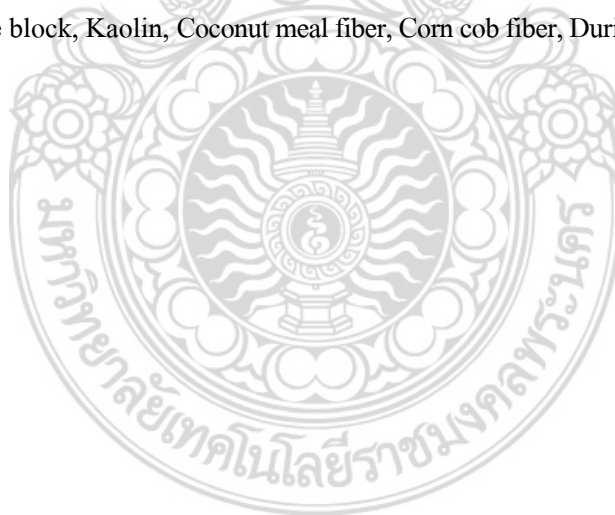 block, Kaolin, Coconut meal fiber, Corn cob fiber, Duri
มหาวิทยาลัยเทคโนโลยีราชมงคลพระนคร